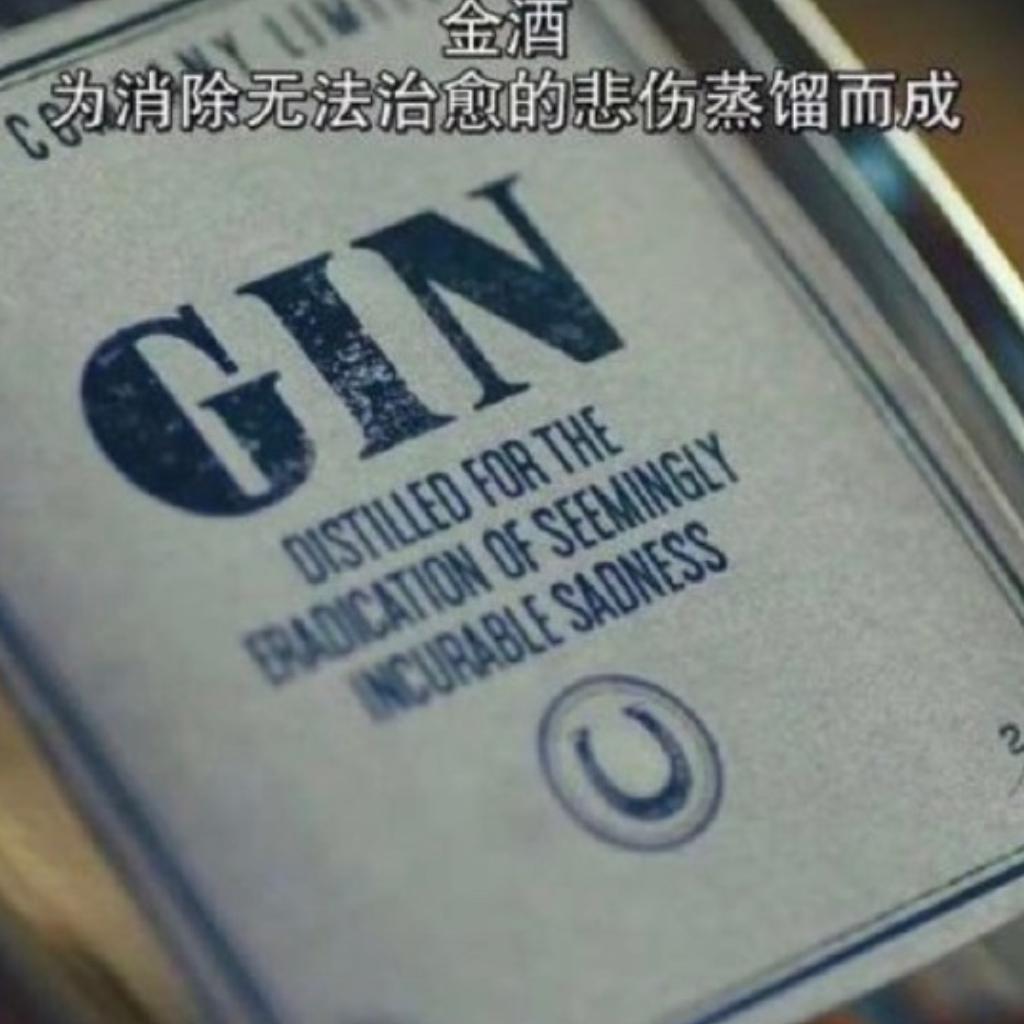 金酒
为消除无法治愈的悲伤蒸馏而成
GIN
DISTILLED FOR THE
ERADICATION OF SEEMINGLY
INCURABLE SADNESS
2